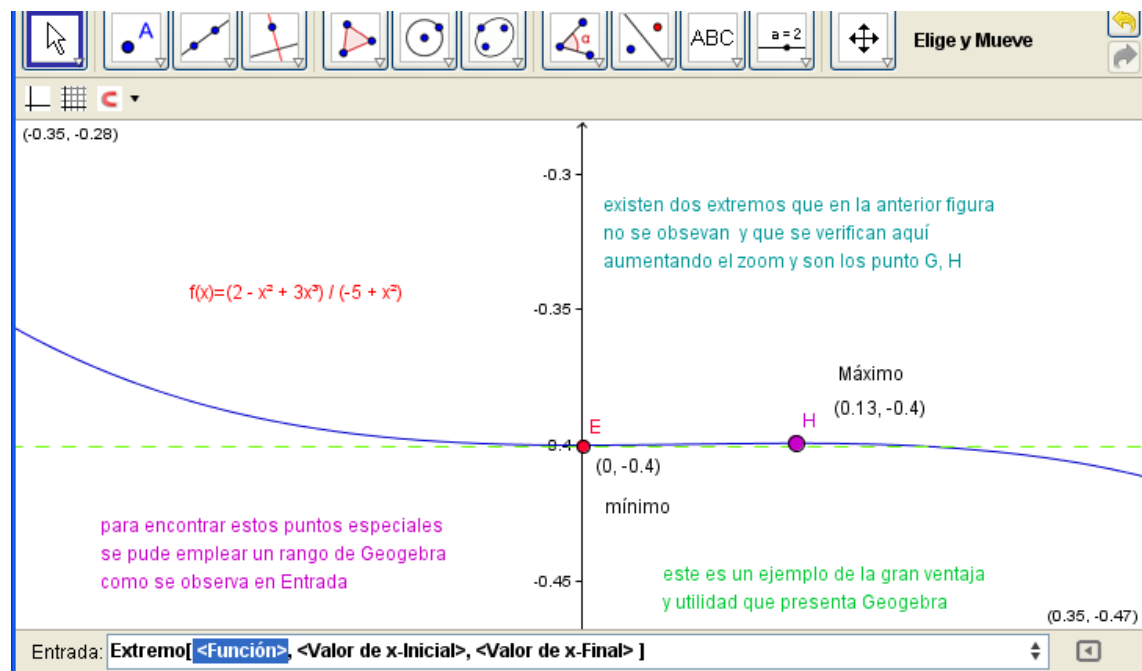 A
α
ABC
a = 2
Elige y Mueve
(-0.35, -0.28)
-0.3
existen dos extremos que en la anterior figura
no se obsevan y que se verifican aquí
aumentando el zoom y son los punto G, H
f(x)=(2 - x² + 3x³) / (-5 + x²)
-0.35
Máximo
(0.13, -0.4)
H
E
-0.4
(0, -0.4)
mínimo
para encontrar estos puntos especiales
se pude emplear un rango de Geogebra
como se observa en Entrada
-0.45
este es un ejemplo de la gran ventaja
y utilidad que presenta Geogebra
(0.35, -0.47)
Entrada: Extremo[ <Función>, <Valor de x-Inicial>, <Valor de x-Final> ]